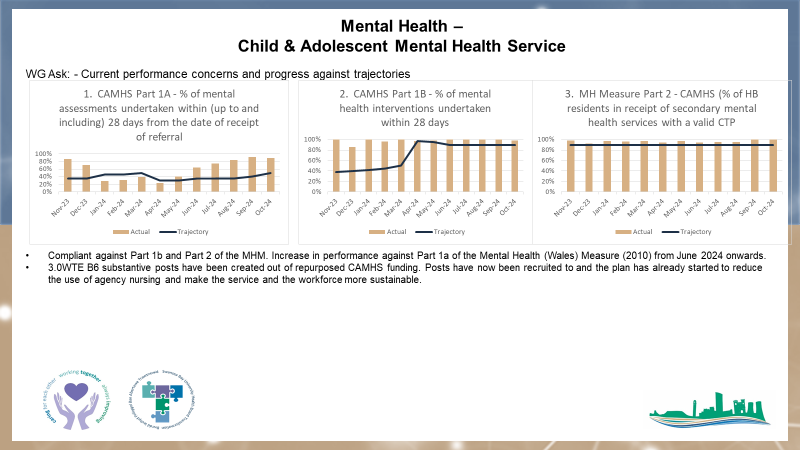 Mental Health –
Child & Adolescent Mental Health Service
WG Ask: - Current performance concerns and progress against trajectories
1. CAMHS Part 1A - % of mental
assessments undertaken within (up to and
including) 28 days from the date of receipt
of referral
100%
80%
60%
40%
20%
0%
Nov-23
Dec-23
Jan-24
Feb-24
Mar-24
Apr-24
May-24
Jun-24
Jul-24
Aug-24
Sep-24
Oct-24
Actual
Trajectory
2. CAMHS Part 1B - % of mental
health interventions undertaken
within 28 days
100%
80%
60%
40%
20%
0%
Nov-23
Dec-23
Jan-24
Feb-24
Mar-24
Apr-24
May-24
Jun-24
Jul-24
Aug-24
Sep-24
Oct-24
Actual
Trajectory
3. MH Measure Part 2 - CAMHS (% of HB
residents in receipt of secondary mental
health services with a valid CTP
100%
80%
60%
40%
20%
0%
Nov-23
Dec-23
Jan-24
Feb-24
Mar-24
Apr-24
May-24
Jun-24
Jul-24
Aug-24
Sep-24
Oct-24
Actual
Trajectory
• Compliant against Part 1b and Part 2 of the MHM. Increase in performance against Part 1a of the Mental Health (Wales) Measure (2010) from June 2024 onwards.
• 3.0WTE B6 substantive posts have been created out of repurposed CAMHS funding. Posts have now been recruited to and the plan has already started to reduce
the use of agency nursing and make the service and the workforce more sustainable.
caring for each other
working together
always improving